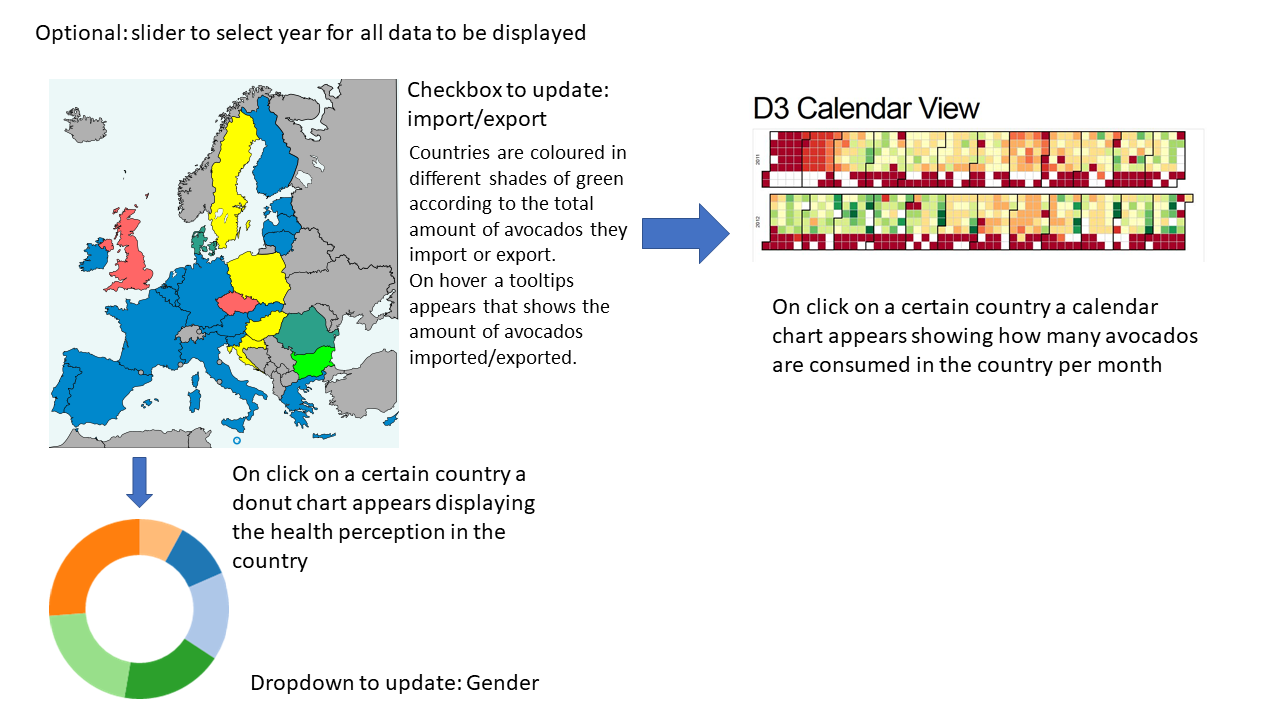 Optional: slider to select year for all data to be displayed
Checkbox to update:
import/export
Countries are coloured in
different shades of green
according to the total
amount of avocados they
import or export.
On hover a tooltips
appears that shows the
amount of avocados
imported/exported.
D3 Calendar View
2011
2012
On click on a certain country a calendar
chart appears showing how many avocados
are consumed in the country per month
On click on a certain country a
donut chart appears displaying
the health perception in the
country
Dropdown to update: Gender